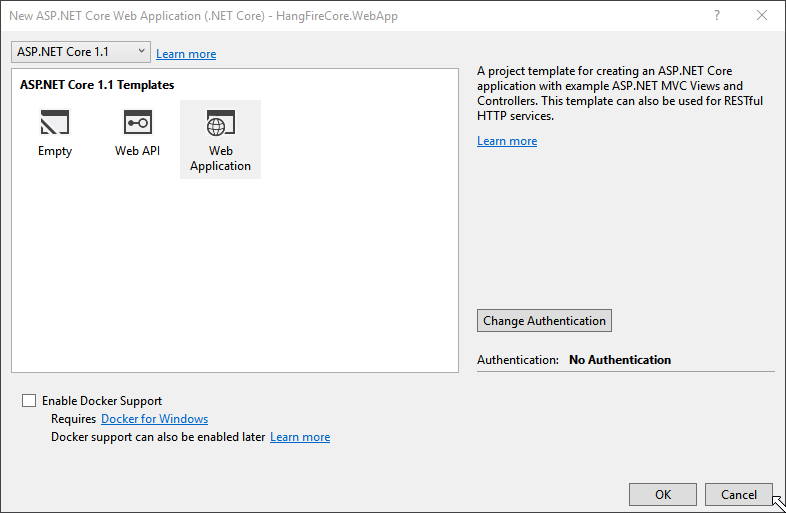 New ASP.NET Core Web Application (.NET Core) - HangFireCore.WebApp
ASP.NET Core 1.1
Learn more
ASP.NET Core 1.1 Templates
Empty
Web API
Web
Application
A project template for creating an ASP.NET Core
application with example ASP.NET MVC Views and
Controllers. This template can also be used for RESTful
HTTP services.
Learn more
Change Authentication
Authentication: No Authentication
Enable Docker Support
Requires Docker for Windows
Docker support can also be enabled later Learn more
OK
Cancel